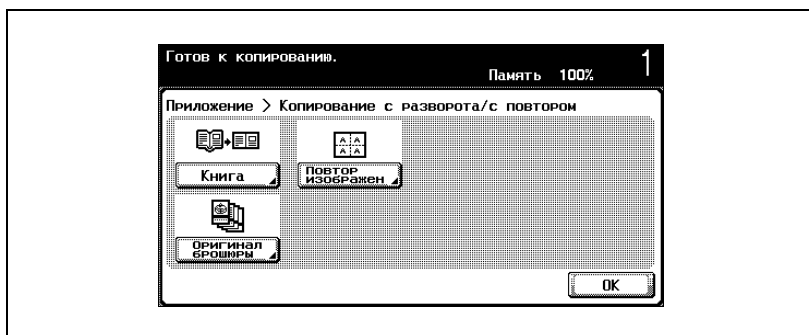 Готов к копированию.
Память 100% 1
Приложение > Копирование с разворота/с повтором
Книга
Повтор
изображен
Оригинал
брошюры
OK